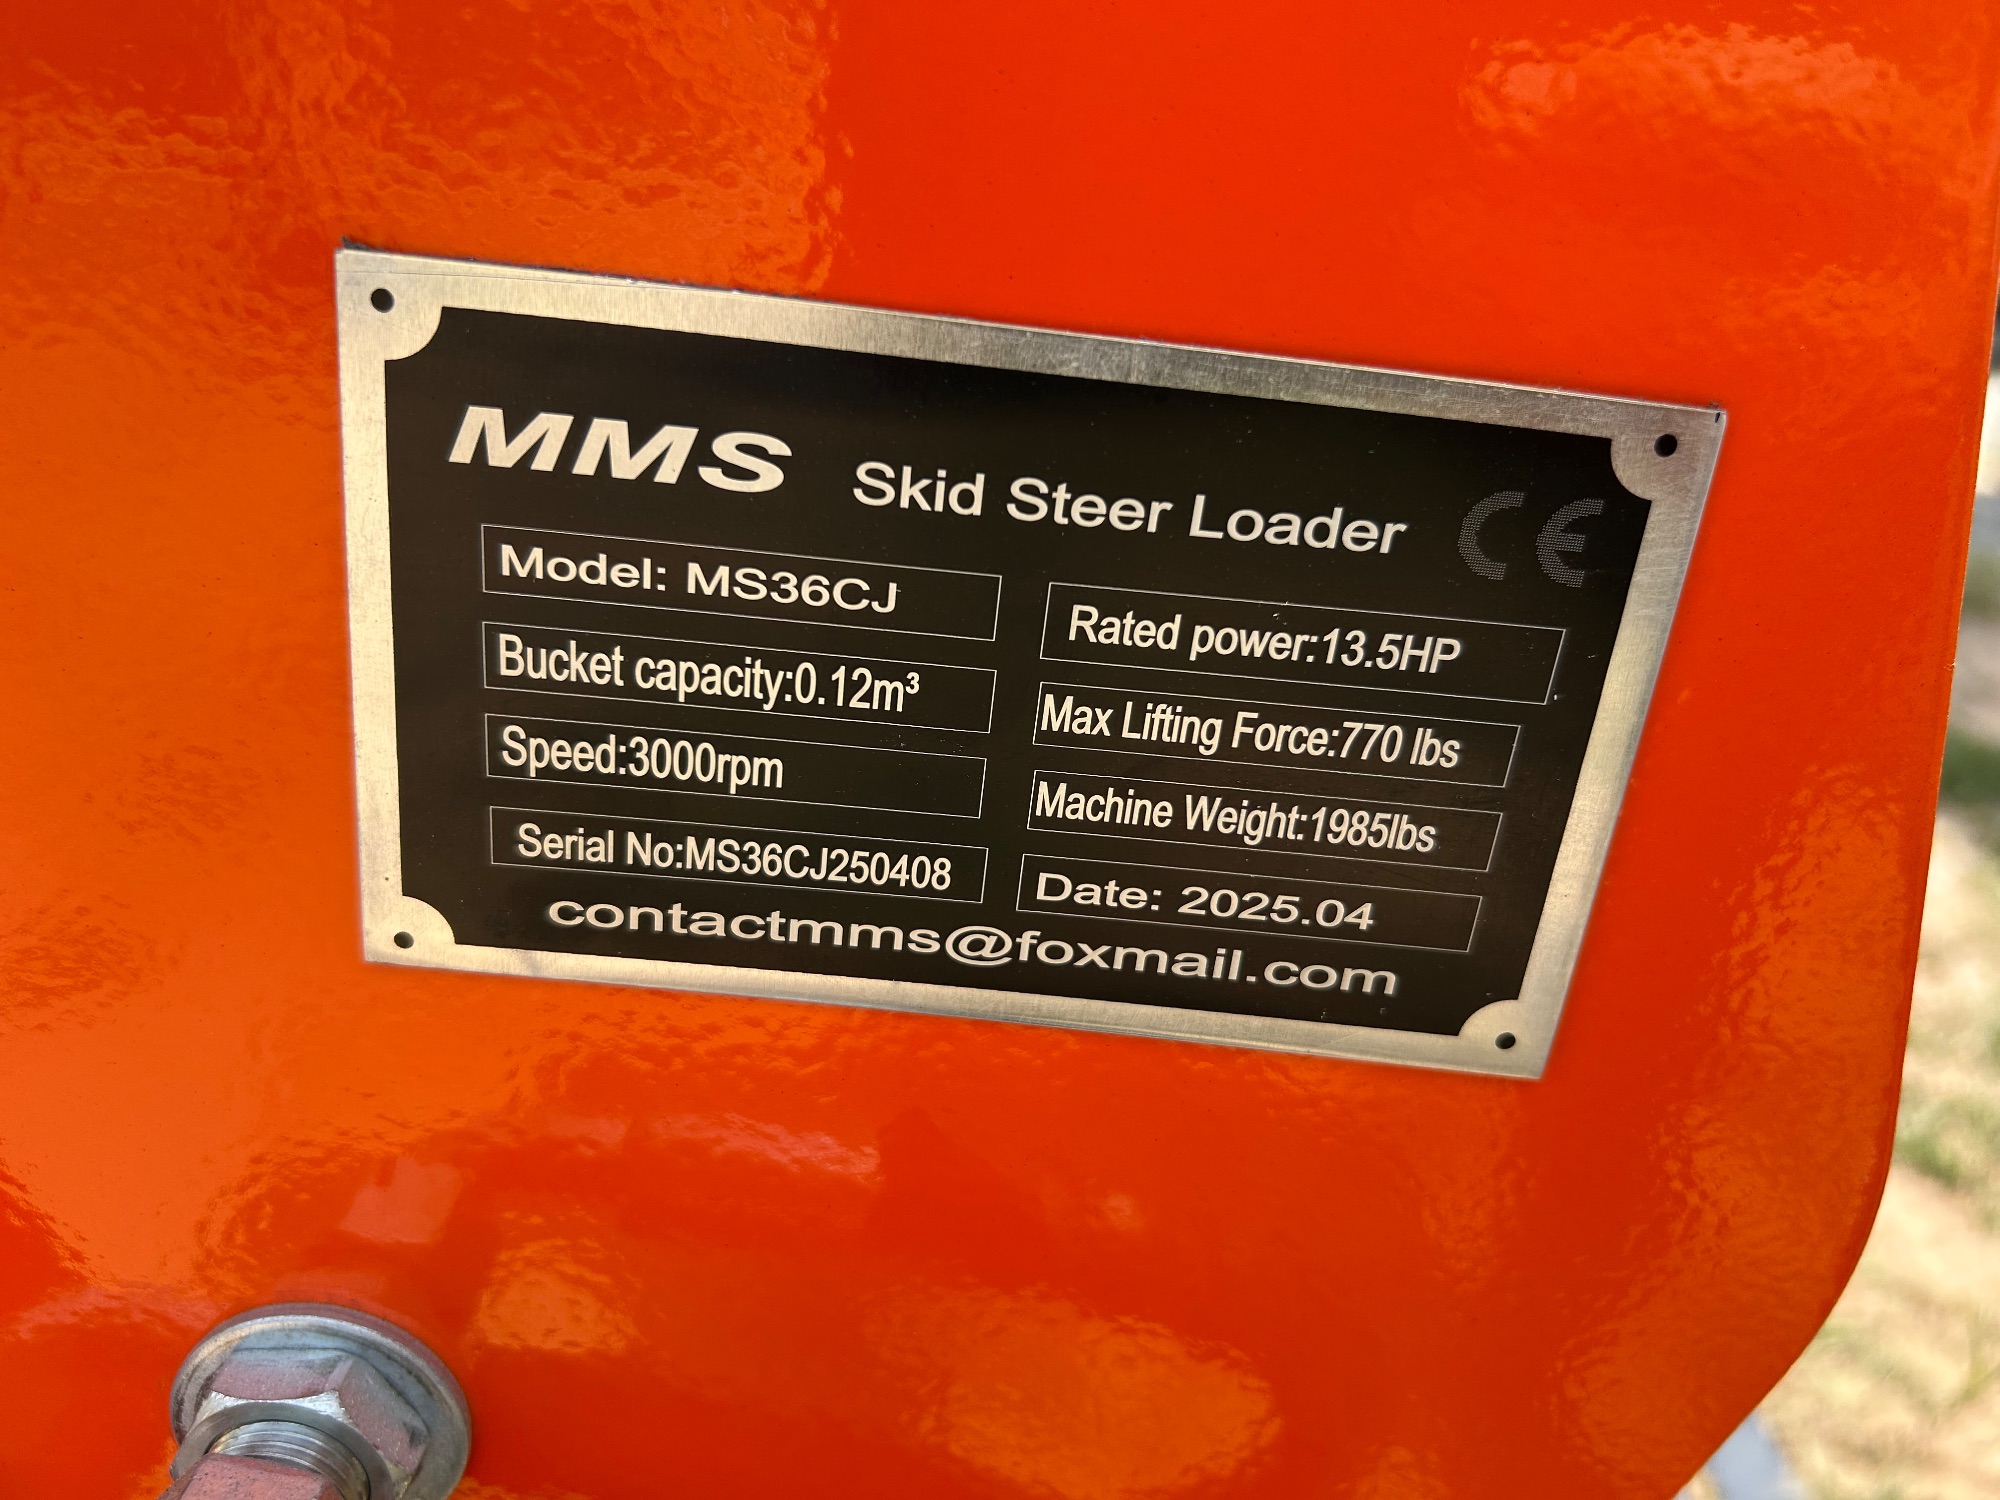 MMS Skid Steer Loader CE
Model: MS36CJ
Rated power:13.5HP
Bucket capacity:0.12m³
Max Lifting Force:770 lbs
Speed:3000rpm
Machine Weight:1985lbs
Serial No:MS36CJ250408
Date: 2025.04
contactmms@foxmail.com